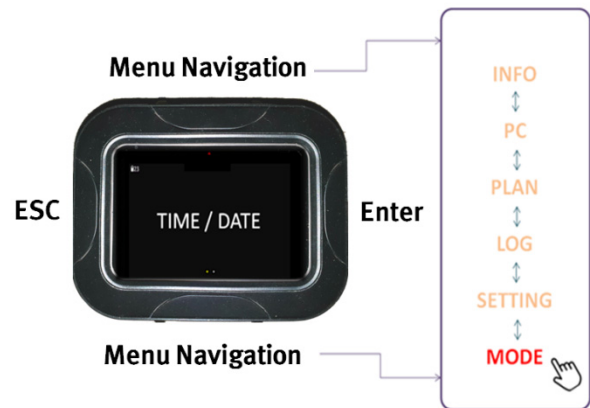 Menu Navigation
INFO
PC
PLAN
ESC
TIME / DATE
Enter
LOG
SETTING
Menu Navigation
MODE